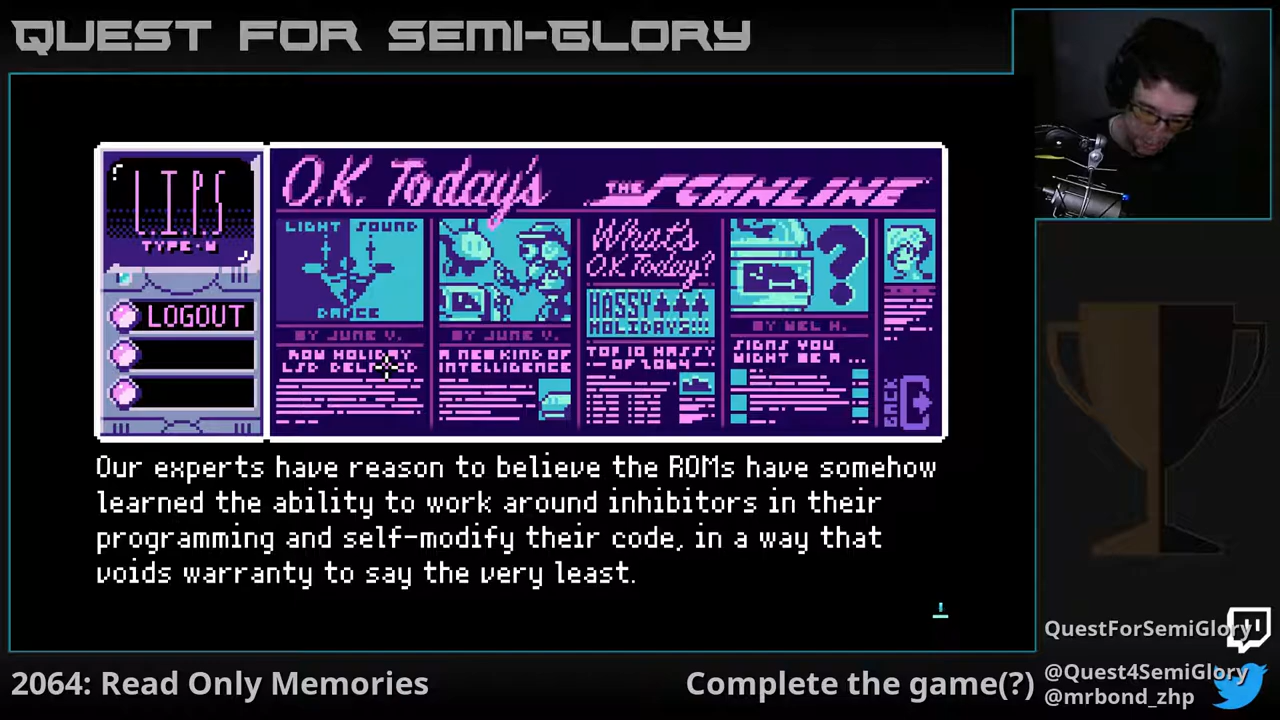 QUEST FOR SEMI-GLORY
L.I.P.S
TYPE-W
LOGOUT
O.K. Today's
THE SCANLINE
LIGHT SOUND
DANCE
BY JUNE V.
ROM HOLIDAY
LSD
BY JUNE V.
A NEW KIND OF
INTELLIGENCE
What's
O.K. Today?
HASSY
HOLIDAYS!!!
TOP 10 HASSY
OF 2064
BY MEL H.
SIGNS YOU
MIGHT BE A ...
Our experts have reason to believe the ROMs have somehow
learned the ability to work around inhibitors in their
programming and self-modify their code, in a way that
voids warranty to say the very least.
QuestForSemiGlory
@Quest4SemiGlory
@mrbond_zhp
2064: Read Only Memories
Complete the game(?)